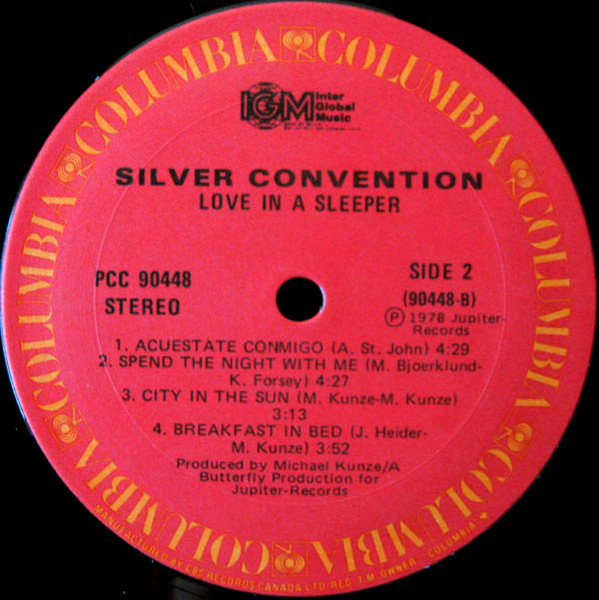 COLUMBIA COLUMBIA COLUMBIA COLUMBIA COLUMBIA COLUMBIA COLUMBIA COLUMBIA
IGM Inter
Global
Music
SILVER CONVENTION
LOVE IN A SLEEPER
PCC 90448
STEREO
SIDE 2
(90448-B)
Ⓟ 1978 Jupiter-
Records
1. ACUESTATE CONMIGO (A. St. John) 4:29
2. SPEND THE NIGHT WITH ME (M. Bjoerklund-
K. Forsey) 4:27
3. CITY IN THE SUN (M. Kunze-M. Kunze)
3:13
4. BREAKFAST IN BED (J. Heider-
M. Kunze) 3:52
Produced by Michael Kunze/A
Butterfly Production for
Jupiter-Records
MANUFACTURED BY CBS RECORDS CANADA LTD-REG. T.M. OWNER-COLUMBIA